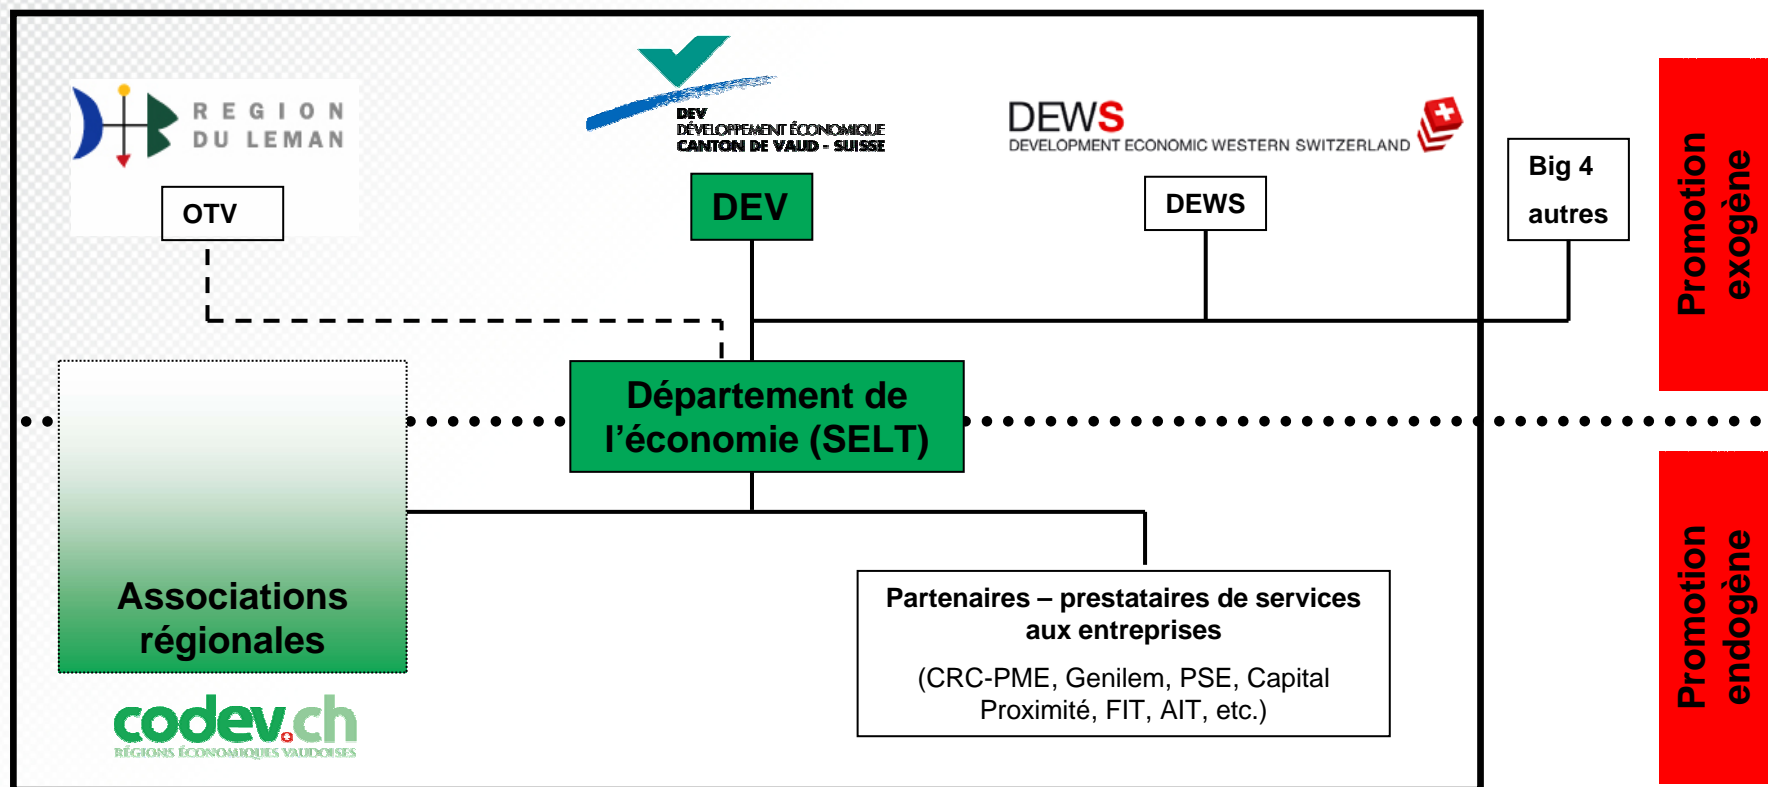 REGION
DU LEMAN
OTV
DEV
DÉVELOPPEMENT ÉCONOMIQUE
CANTON DE VAUD - SUISSE
DEV
DEWS
DEVELOPMENT ECONOMIC WESTERN SWITZERLAND
DEWS
Big 4
autres
Promotion
exogène
Département de
l’économie (SELT)
Associations
régionales
codev.ch
RÉGIONS ÉCONOMIQUES VAUDOISES
Partenaires – prestataires de services
aux entreprises
(CRC-PME, Genilem, PSE, Capital
Proximité, FIT, AIT, etc.)
Promotion
endogène